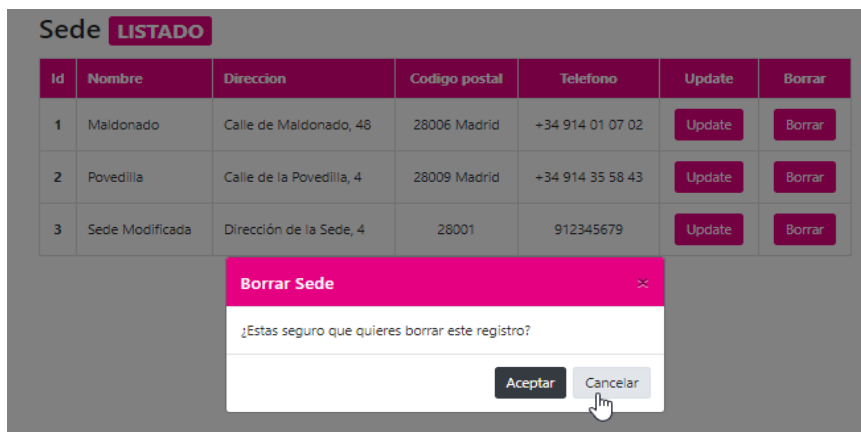 Sede LISTADO
Id Nombre Direccion Codigo postal Telefono Update Borrar
1 Maldonado Calle de Maldonado, 48 28006 Madrid +34 914 01 07 02 Update Borrar
2 Povedilla Calle de la Povedilla, 4 28009 Madrid +34 914 35 58 43 Update Borrar
3 Sede Modificada Dirección de la Sede, 4 28001 912345679 Update Borrar
Borrar Sede ×
¿Estas seguro que quieres borrar este registro?
Aceptar Cancelar